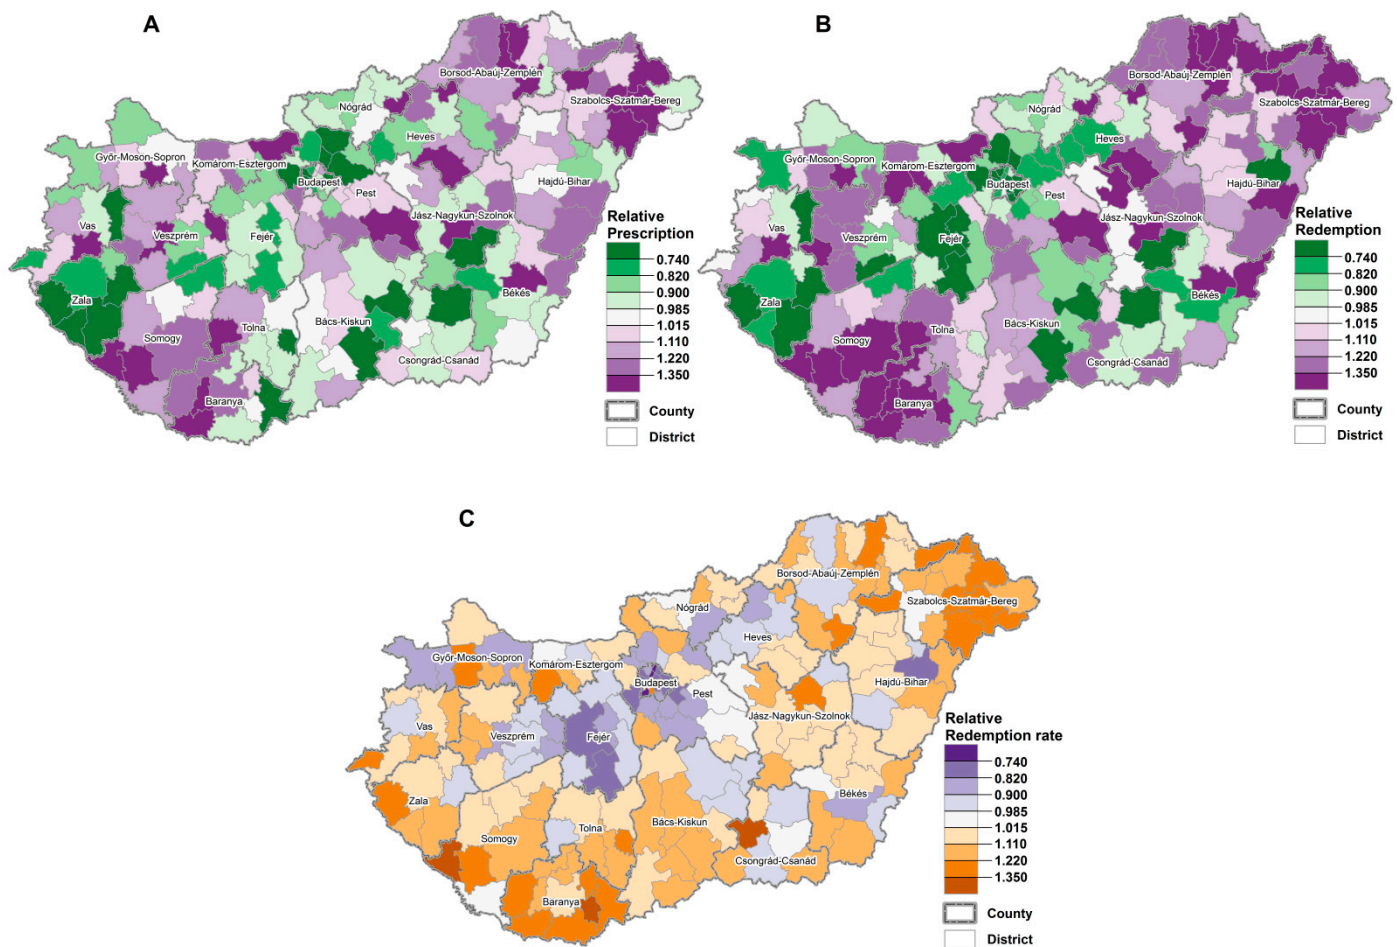 A
Borsod-Abaúj-Zemplén
Szabolcs-Szatmár-Bereg
Nógrád
Heves
Győr-Moson-Sopron
Komárom-Esztergom
Budapest
Pest
Hajdú-Bihar
Jász-Nagykun-Szolnok
Vas
Veszprém
Fejér
Zala
Békés
Somogy
Tolna
Bács-Kiskun
Csongrád-Csanád
Baranya
Relative
Prescription
0.740
0.820
0.900
0.985
1.015
1.110
1.220
1.350
County
District
B
Borsod-Abaúj-Zemplén
Szabolcs-Szatmár-Bereg
Nógrád
Heves
Győr-Moson-Sopron
Komárom-Esztergom
Budapest
Pest
Hajdú-Bihar
Jász-Nagykun-Szolnok
Vas
Veszprém
Fejér
Zala
Békés
Somogy
Tolna
Bács-Kiskun
Csongrád-Csanád
Baranya
Relative
Redemption
0.740
0.820
0.900
0.985
1.015
1.110
1.220
1.350
County
District
C
Borsod-Abaúj-Zemplén
Szabolcs-Szatmár-Bereg
Nógrád
Heves
Győr-Moson-Sopron
Komárom-Esztergom
Budapest
Pest
Hajdú-Bihar
Jász-Nagykun-Szolnok
Vas
Veszprém
Fejér
Zala
Békés
Somogy
Tolna
Bács-Kiskun
Csongrád-Csanád
Baranya
Relative
Redemption rate
0.740
0.820
0.900
0.985
1.015
1.110
1.220
1.350
County
District